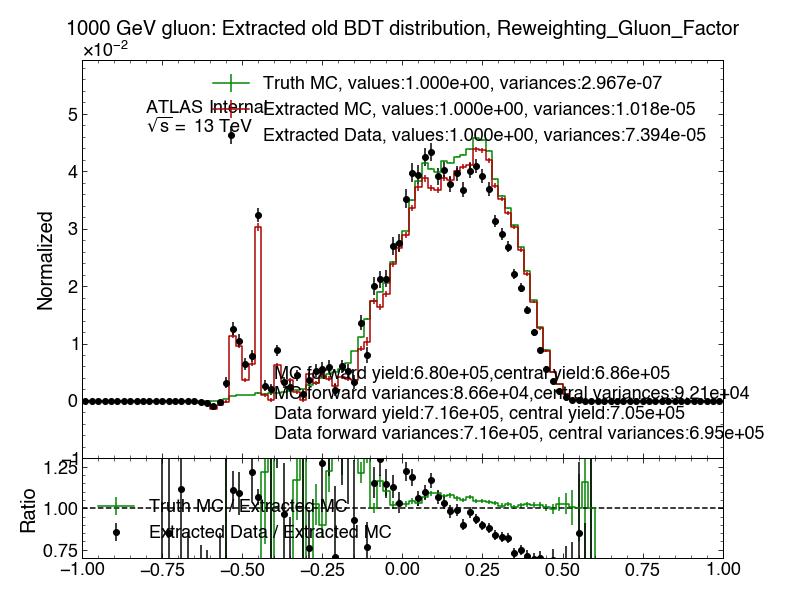 1000 GeV gluon: Extracted old BDT distribution, Reweighting_Gluon_Factor
×10⁻²
Truth MC, values:1.000e+00, variances:2.967e-07
ATLAS Internal
Extracted MC, values:1.000e+00, variances:1.018e-05
√s = 13 TeV
Extracted Data, values:1.000e+00, variances:7.394e-05
5
4
3
2
1
0
−1
Normalized
MC forward yield:6.80e+05,central yield:6.86e+05
MC forward variances:8.66e+04,central variances:9.21e+04
Data forward yield:7.16e+05, central yield:7.05e+05
Data forward variances:7.16e+05, central variances:6.95e+05
1.25
1.00
0.75
Ratio
Truth MC / Extracted MC
Extracted Data / Extracted MC
−1.00 −0.75 −0.50 −0.25 0.00 0.25 0.50 0.75 1.00